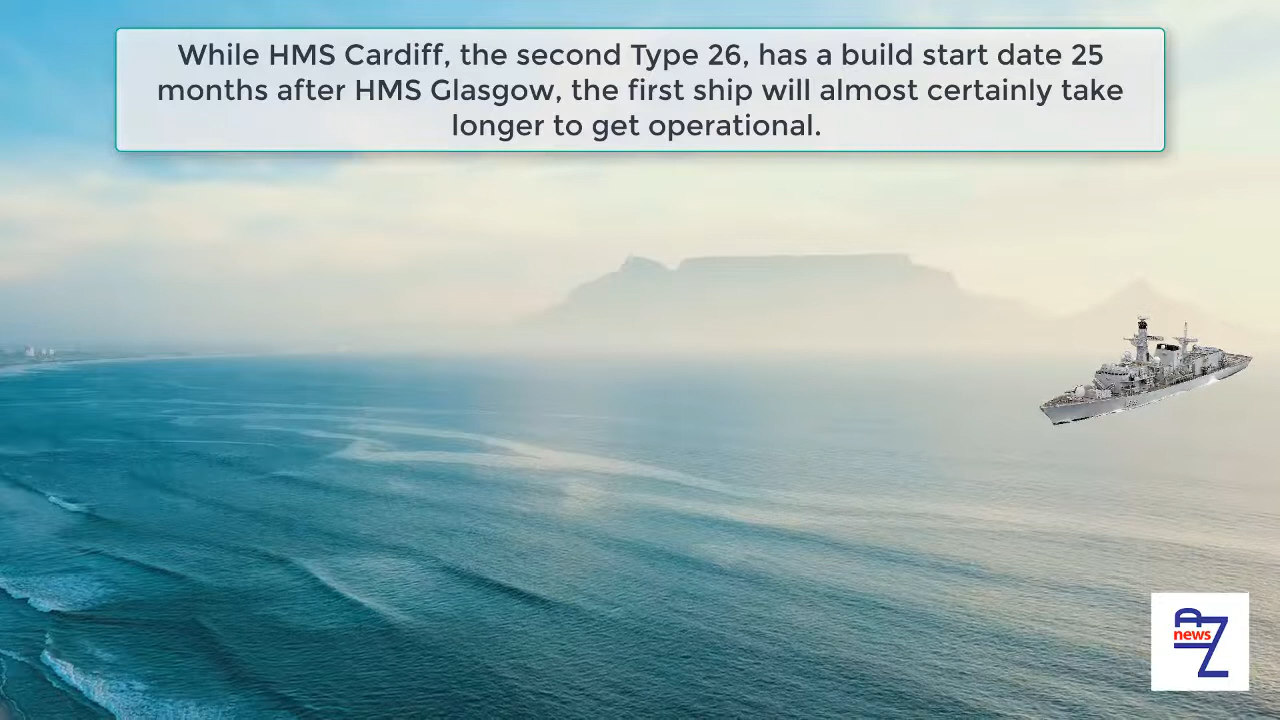 While HMS Cardiff, the second Type 26, has a build start date 25
months after HMS Glasgow, the first ship will almost certainly take
longer to get operational.
AZ
news